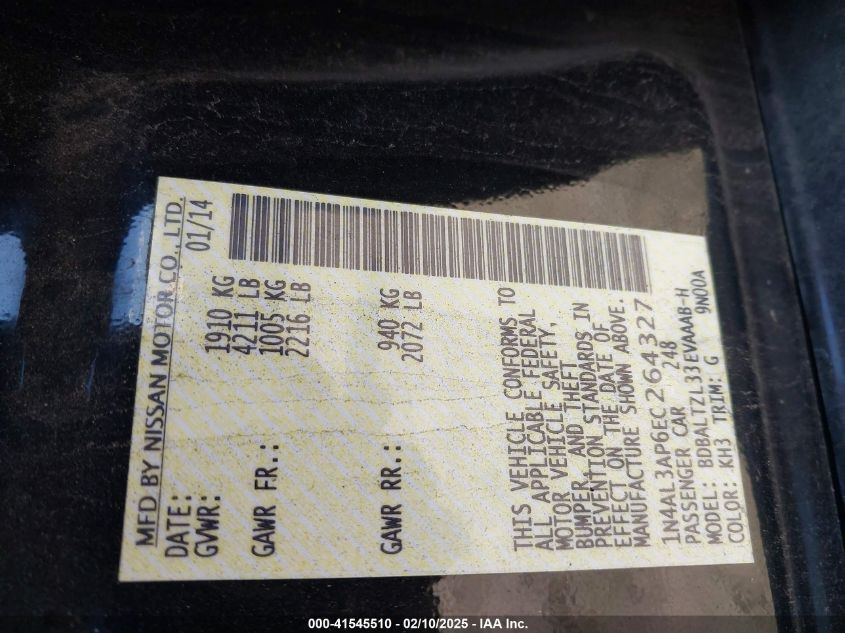 MFD BY NISSAN MOTOR CO., LTD.
DATE: 01/14
GVWR: 1910 KG
4211 LB
GAWR FR.: 1005 KG
2216 LB
GAWR RR.: 940 KG
2072 LB
THIS VEHICLE CONFORMS TO
ALL APPLICABLE FEDERAL
MOTOR VEHICLE SAFETY,
BUMPER, AND THEFT
PREVENTION STANDARDS IN
EFFECT ON THE DATE OF
MANUFACTURE SHOWN ABOVE.
1N4AL3AP6EC264327
PASSENGER CAR 248
MODEL: BDBALTZL33EVAAAB-H
COLOR: KH3 TRIM: G 9N00A
000-41545510 - 02/10/2025 - IAA Inc.